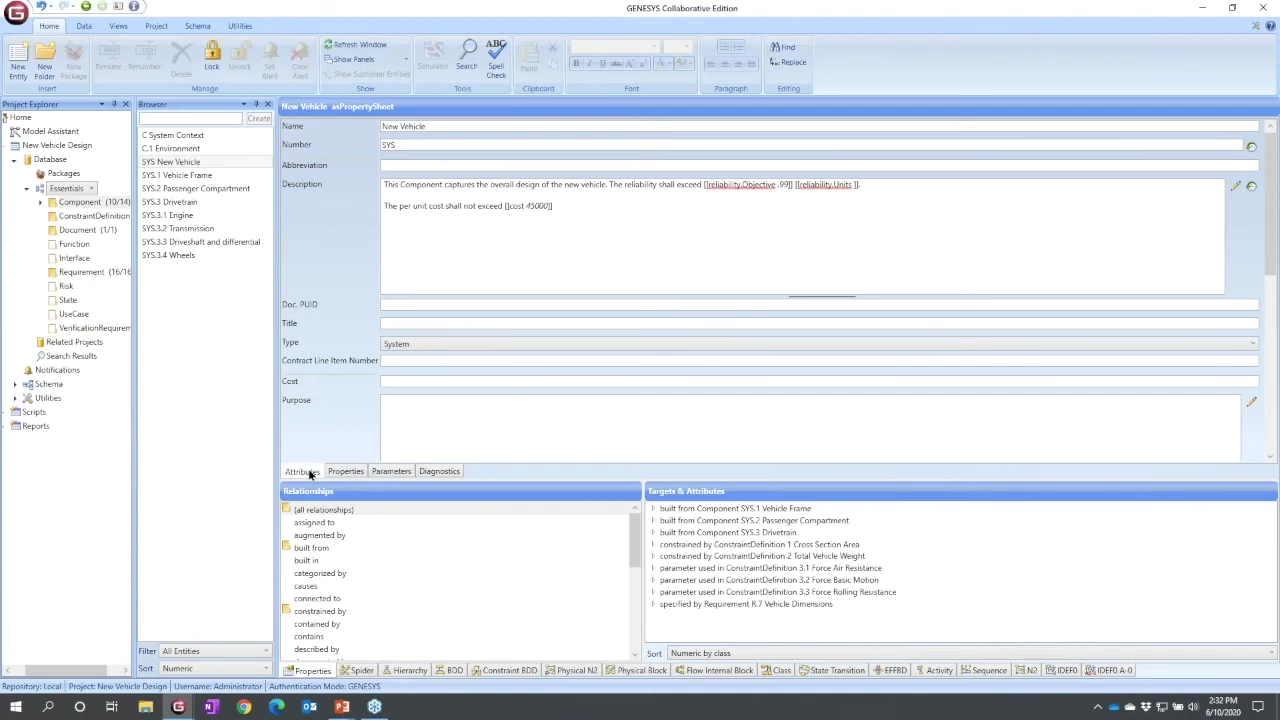 GENESYS Collaborative Edition
Home Data Views Project Schema Utilities
New Entity
New Folder
New Package
Insert
Rename
Renumber
Delete
Lock
Unlock
Set Alert
Clear Alert
Manage
Refresh Window
Show Panels
Show Subfolder Entities
Show
Simulator
Search
ABC
Spell Check
Tools
Paste
Clipboard
Font
Paragraph
Find
Replace
Editing
Project Explorer
Home
Model Assistant
New Vehicle Design
Database
Packages
Essentials
Component (10/14)
ConstraintDefinition
Document (1/1)
Function
Interface
Requirement (16/16
Risk
State
UseCase
VerificationRequirem
Related Projects
Search Results
Notifications
Schema
Utilities
Scripts
Reports
Browser
Create
C System Context
C.1 Environment
SYS New Vehicle
SYS.1 Vehicle Frame
SYS.2 Passenger Compartment
SYS.3 Drivetrain
SYS.3.1 Engine
SYS.3.2 Transmission
SYS.3.3 Driveshaft and differential
SYS.3.4 Wheels
Filter All Entities
Sort Numeric
New Vehicle asPropertySheet
Name New Vehicle
Number SYS
Abbreviation
Description This Component captures the overall design of the new vehicle. The reliability shall exceed [[reliability.Objective .99]] [[reliability.Units ]].
The per unit cost shall not exceed [[cost 45000]]
Doc. PUID
Title
Type System
Contract Line Item Number
Cost
Purpose
Attributes Properties Parameters Diagnostics
Relationships
(all relationships)
assigned to
augmented by
built from
built in
categorized by
causes
connected to
constrained by
contained by
contains
described by
Targets & Attributes
built from Component SYS.1 Vehicle Frame
built from Component SYS.2 Passenger Compartment
built from Component SYS.3 Drivetrain
constrained by ConstraintDefinition 1 Cross Section Area
constrained by ConstraintDefinition 2 Total Vehicle Weight
parameter used in ConstraintDefinition 3.1 Force Air Resistance
parameter used in ConstraintDefinition 3.2 Force Basic Motion
parameter used in ConstraintDefinition 3.3 Force Rolling Resistance
specified by Requirement R.7 Vehicle Dimensions
Sort Numeric by class
Properties Spider Hierarchy BDD Constraint BDD Physical N2 Physical Block Flow Internal Block Class State Transition EFFBD Activity Sequence N2 IDEF0 IDEF0 A-0
Repository: Local Project: New Vehicle Design Username: Administrator Authentication Mode: GENESYS
2:32 PM
6/10/2020